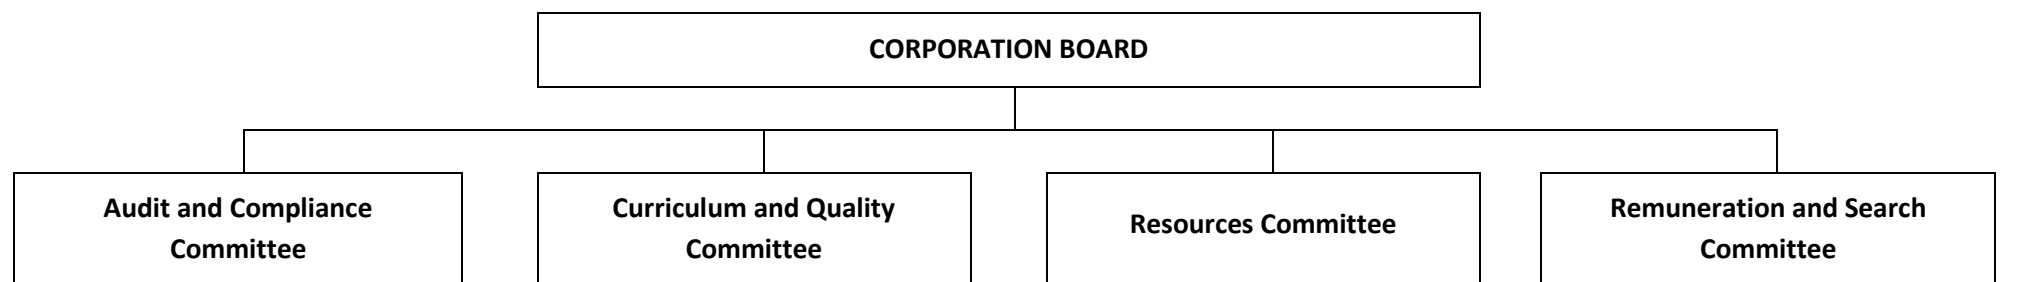 CORPORATION BOARD
Audit and Compliance
Committee
Curriculum and Quality
Committee
Resources Committee
Remuneration and Search
Committee